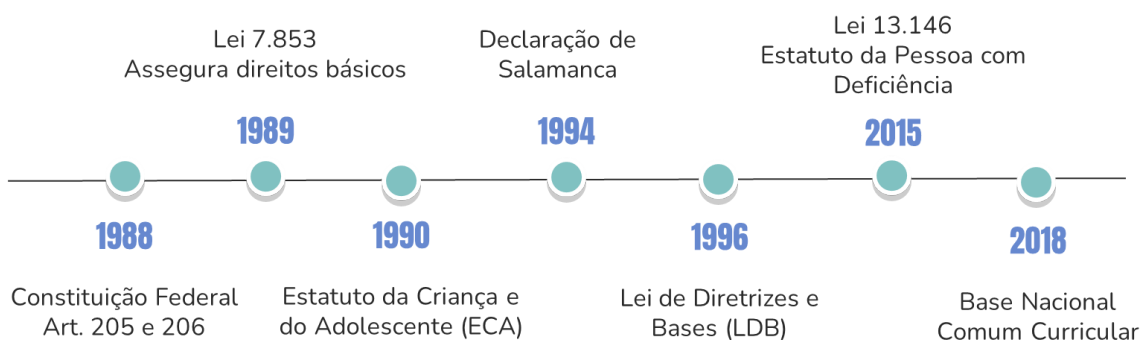 Lei 7.853
Assegura direitos básicos
1989
Declaração de
Salamanca
1994
Lei 13.146
Estatuto da Pessoa com
Deficiência
2015
1988
Constituição Federal
Art. 205 e 206
1990
Estatuto da Criança e
do Adolescente (ECA)
1996
Lei de Diretrizes e
Bases (LDB)
2018
Base Nacional
Comum Curricular